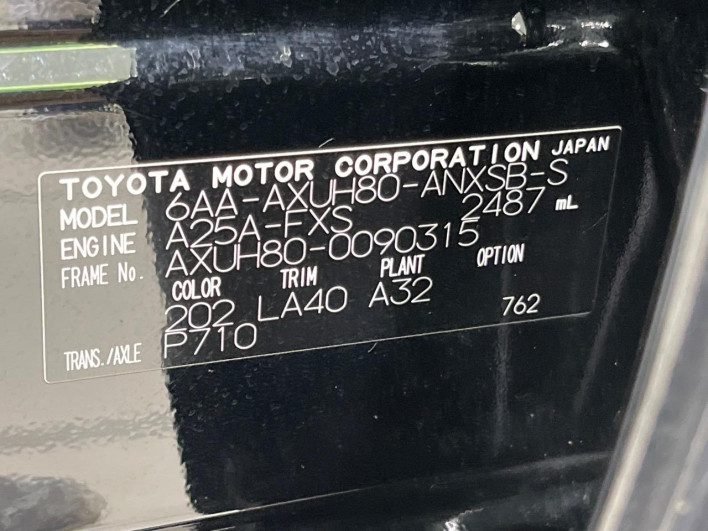 TOYOTA MOTOR CORPORATION JAPAN
MODEL 6AA-AXUH80-ANXSB-S
ENGINE A25A-FXS 2487 mL
FRAME No. AXUH80-0090315
COLOR TRIM PLANT OPTION
202 LA40 A32 762
TRANS./AXLE P710